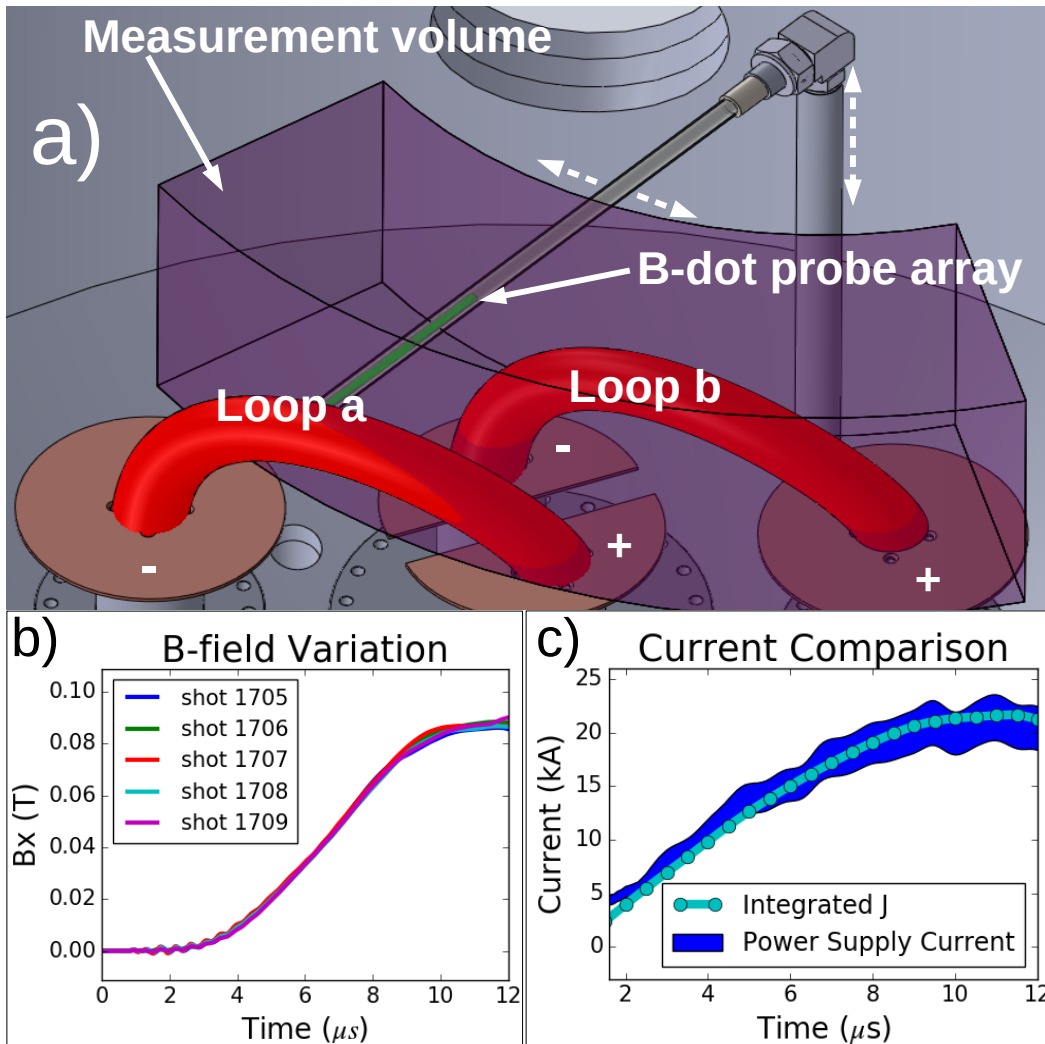 Measurement volume
a)
B-dot probe array
Loop a
Loop b
-
-
+
+
b)
B-field Variation
0.10
0.08
0.06
0.04
0.02
0.00
Bx (T)
shot 1705
shot 1706
shot 1707
shot 1708
shot 1709
0 2 4 6 8 10 12
Time (μs)
c)
Current Comparison
25
20
15
10
5
0
Current (kA)
Integrated J
Power Supply Current
2 4 6 8 10 12
Time (μs)